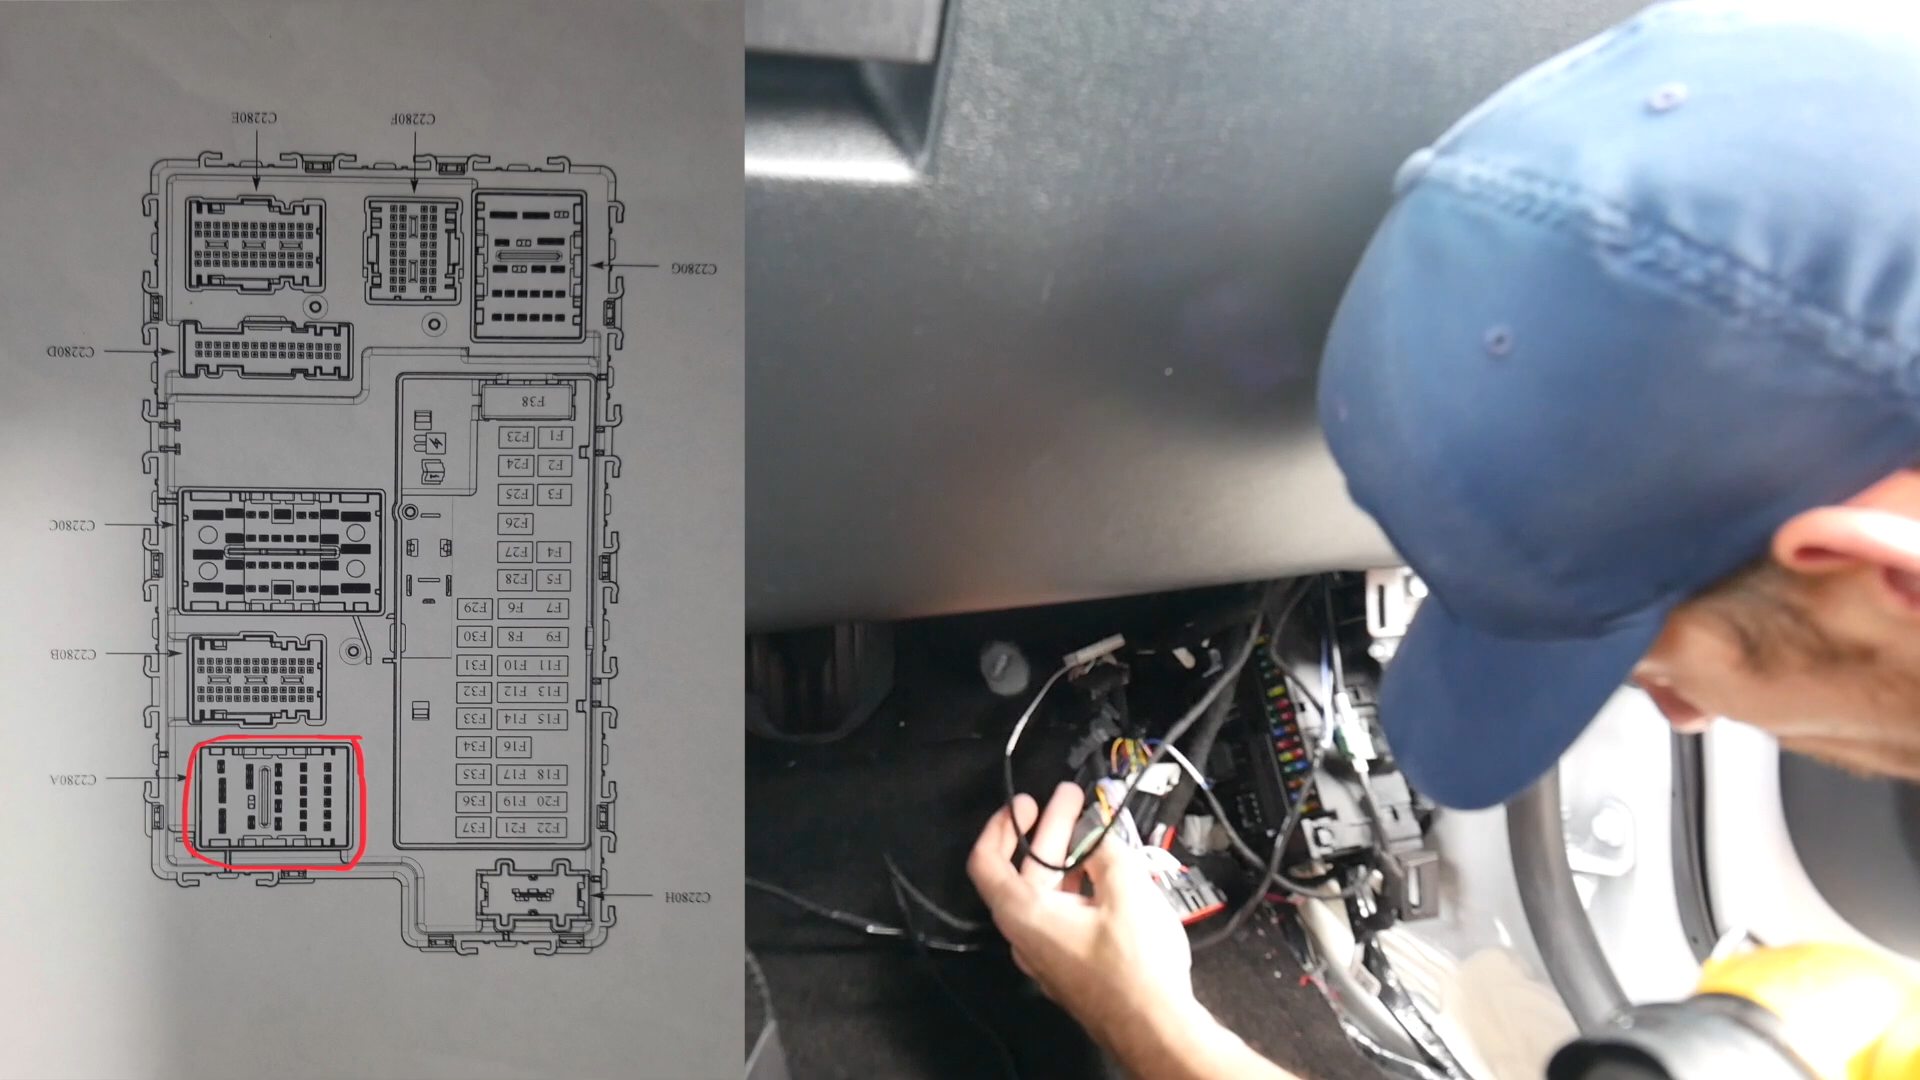 C2280E
C2280F
C2280G
C2280D
F38
F23 F1
F24 F2
F25 F3
C2280C
F26
F27 F4
F28 F5
F29 F6 F7
F30 F8 F9
C2280B
F31 F10 F11
F32 F12 F13
F33 F14 F15
F34 F16
C2280A
F35 F17 F18
F36 F19 F20
F37 F21 F22
C2280H